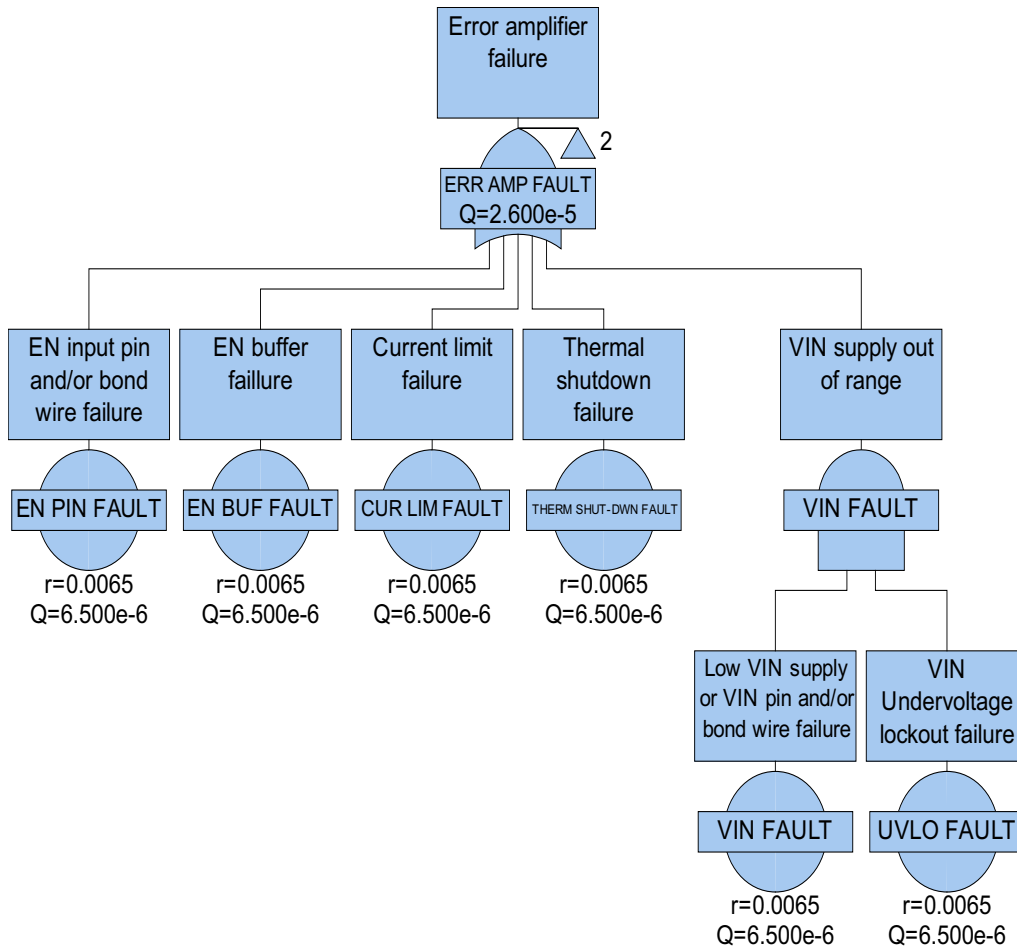 Error amplifier
failure
2
ERR AMP FAULT
Q=2.600e-5
EN input pin
and/or bond
wire failure
EN buffer
faillure
Current limit
failure
Thermal
shutdown
failure
VIN supply out
of range
EN PIN FAULT
EN BUF FAULT
CUR LIM FAULT
THERM SHUT-DWN FAULT
VIN FAULT
r=0.0065
Q=6.500e-6
r=0.0065
Q=6.500e-6
r=0.0065
Q=6.500e-6
r=0.0065
Q=6.500e-6
Low VIN supply
or VIN pin and/or
bond wire failure
VIN
Undervoltage
lockout failure
VIN FAULT
UVLO FAULT
r=0.0065
Q=6.500e-6
r=0.0065
Q=6.500e-6